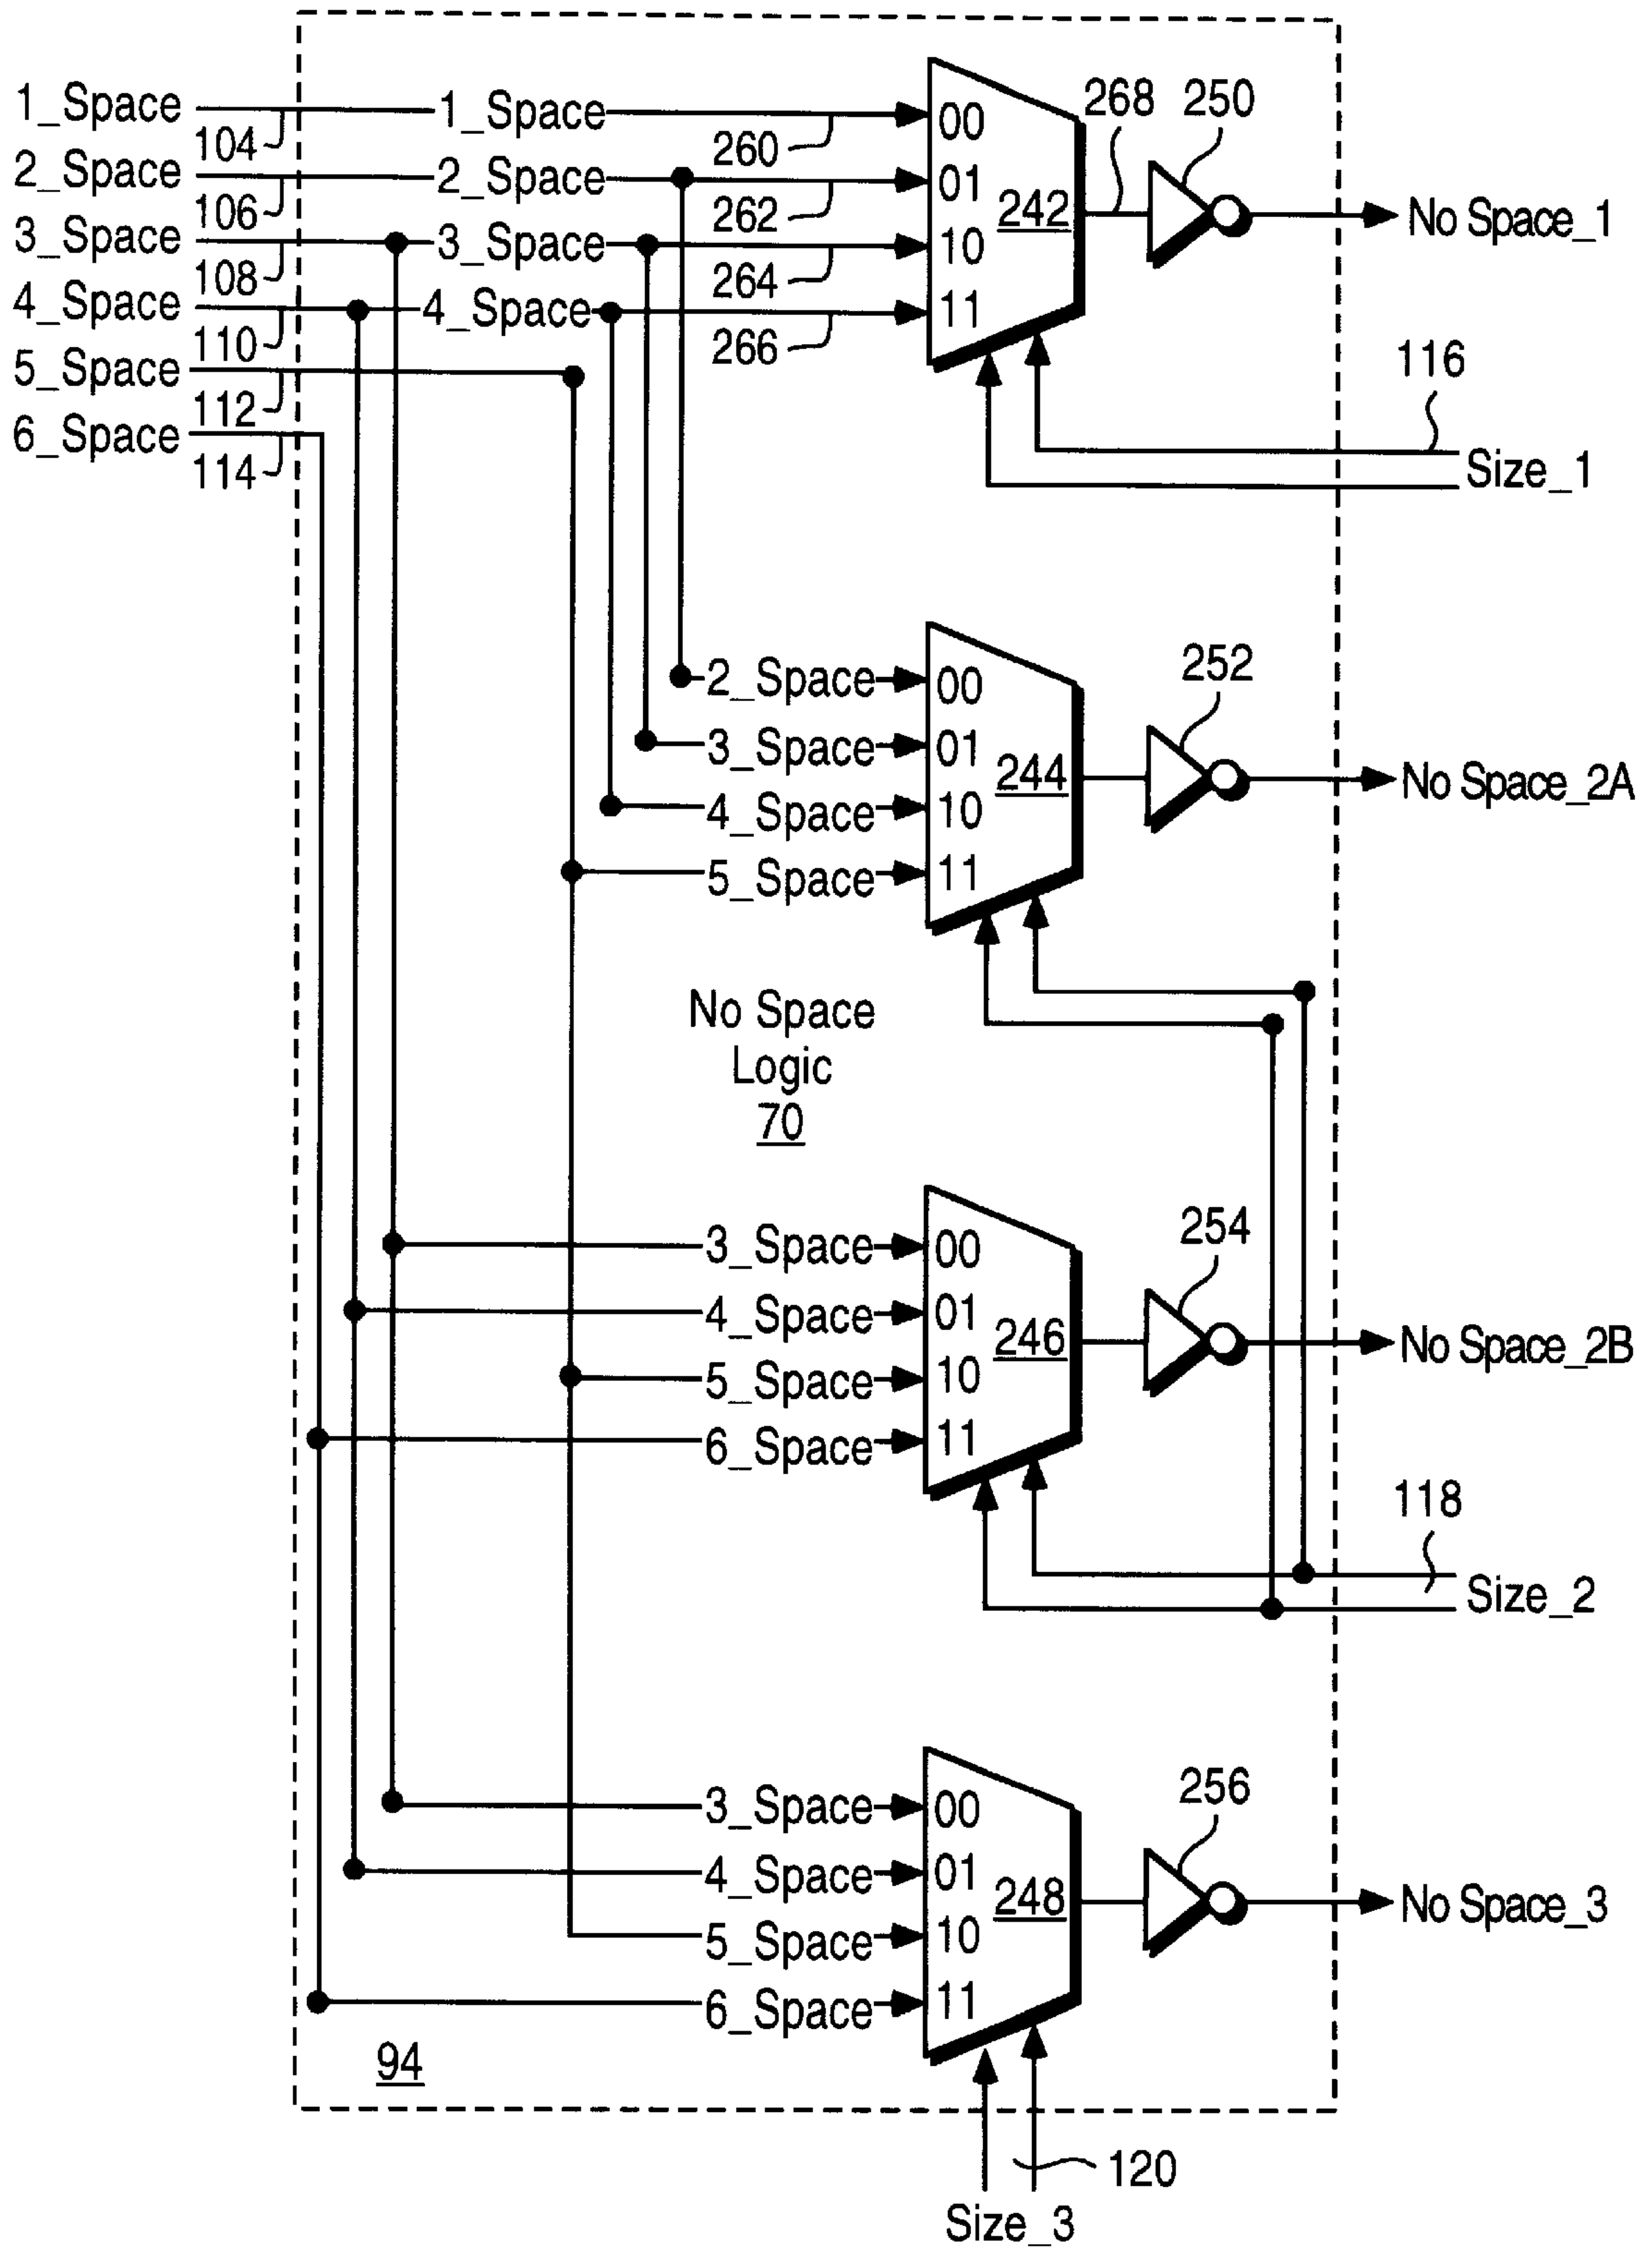 1_Space
104
2_Space
106
3_Space
108
4_Space
110
5_Space
112
6_Space
114
1_Space
2_Space
3_Space
4_Space
260
262
264
266
00
01
10
11
242
268
250
No Space_1
116
Size_1
2_Space
3_Space
4_Space
5_Space
00
01
10
11
244
252
No Space_2A
No Space
Logic
70
3_Space
4_Space
5_Space
6_Space
00
01
10
11
246
254
No Space_2B
118
Size_2
3_Space
4_Space
5_Space
6_Space
00
01
10
11
248
256
No Space_3
94
120
Size_3